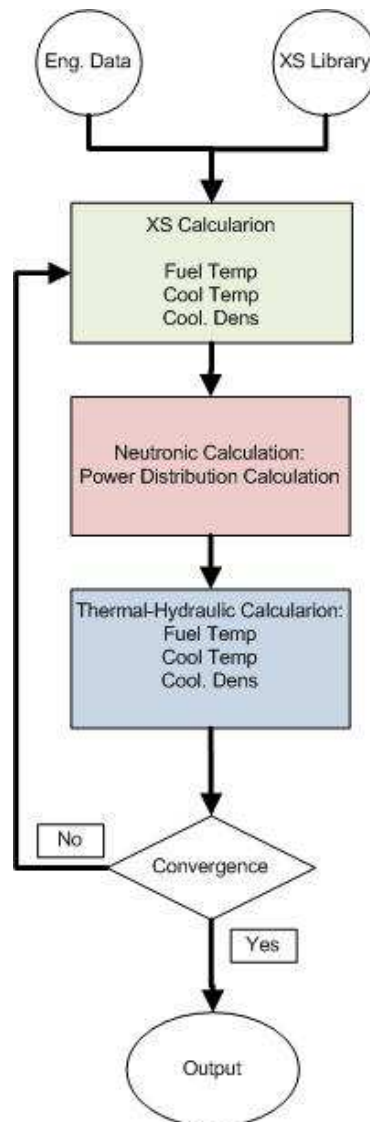 Eng. Data
XS Library
XS Calcularion
Fuel Temp
Cool Temp
Cool. Dens
Neutronic Calculation:
Power Distribution Calculation
Thermal-Hydraulic Calcularion:
Fuel Temp
Cool Temp
Cool. Dens
No
Convergence
Yes
Output